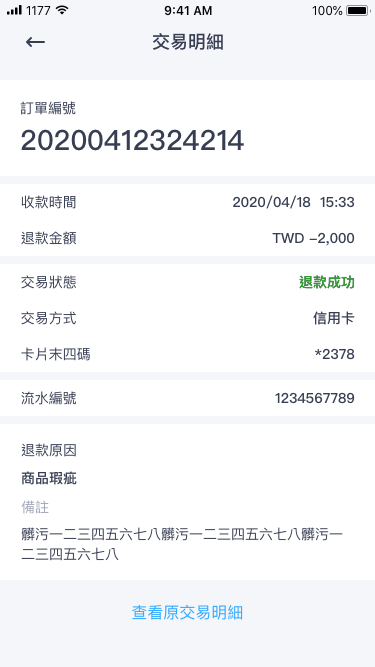 1177 9:41 AM 100%
交易明細
訂單編號
20200412324214
收款時間 2020/04/18 15:33
退款金額 TWD −2,000
交易狀態 退款成功
交易方式 信用卡
卡片末四碼 *2378
流水編號 1234567789
退款原因
商品瑕疵
備註
髒污一二三四五六七八髒污一二三四五六七八髒污一
二三四五六七八
查看原交易明細